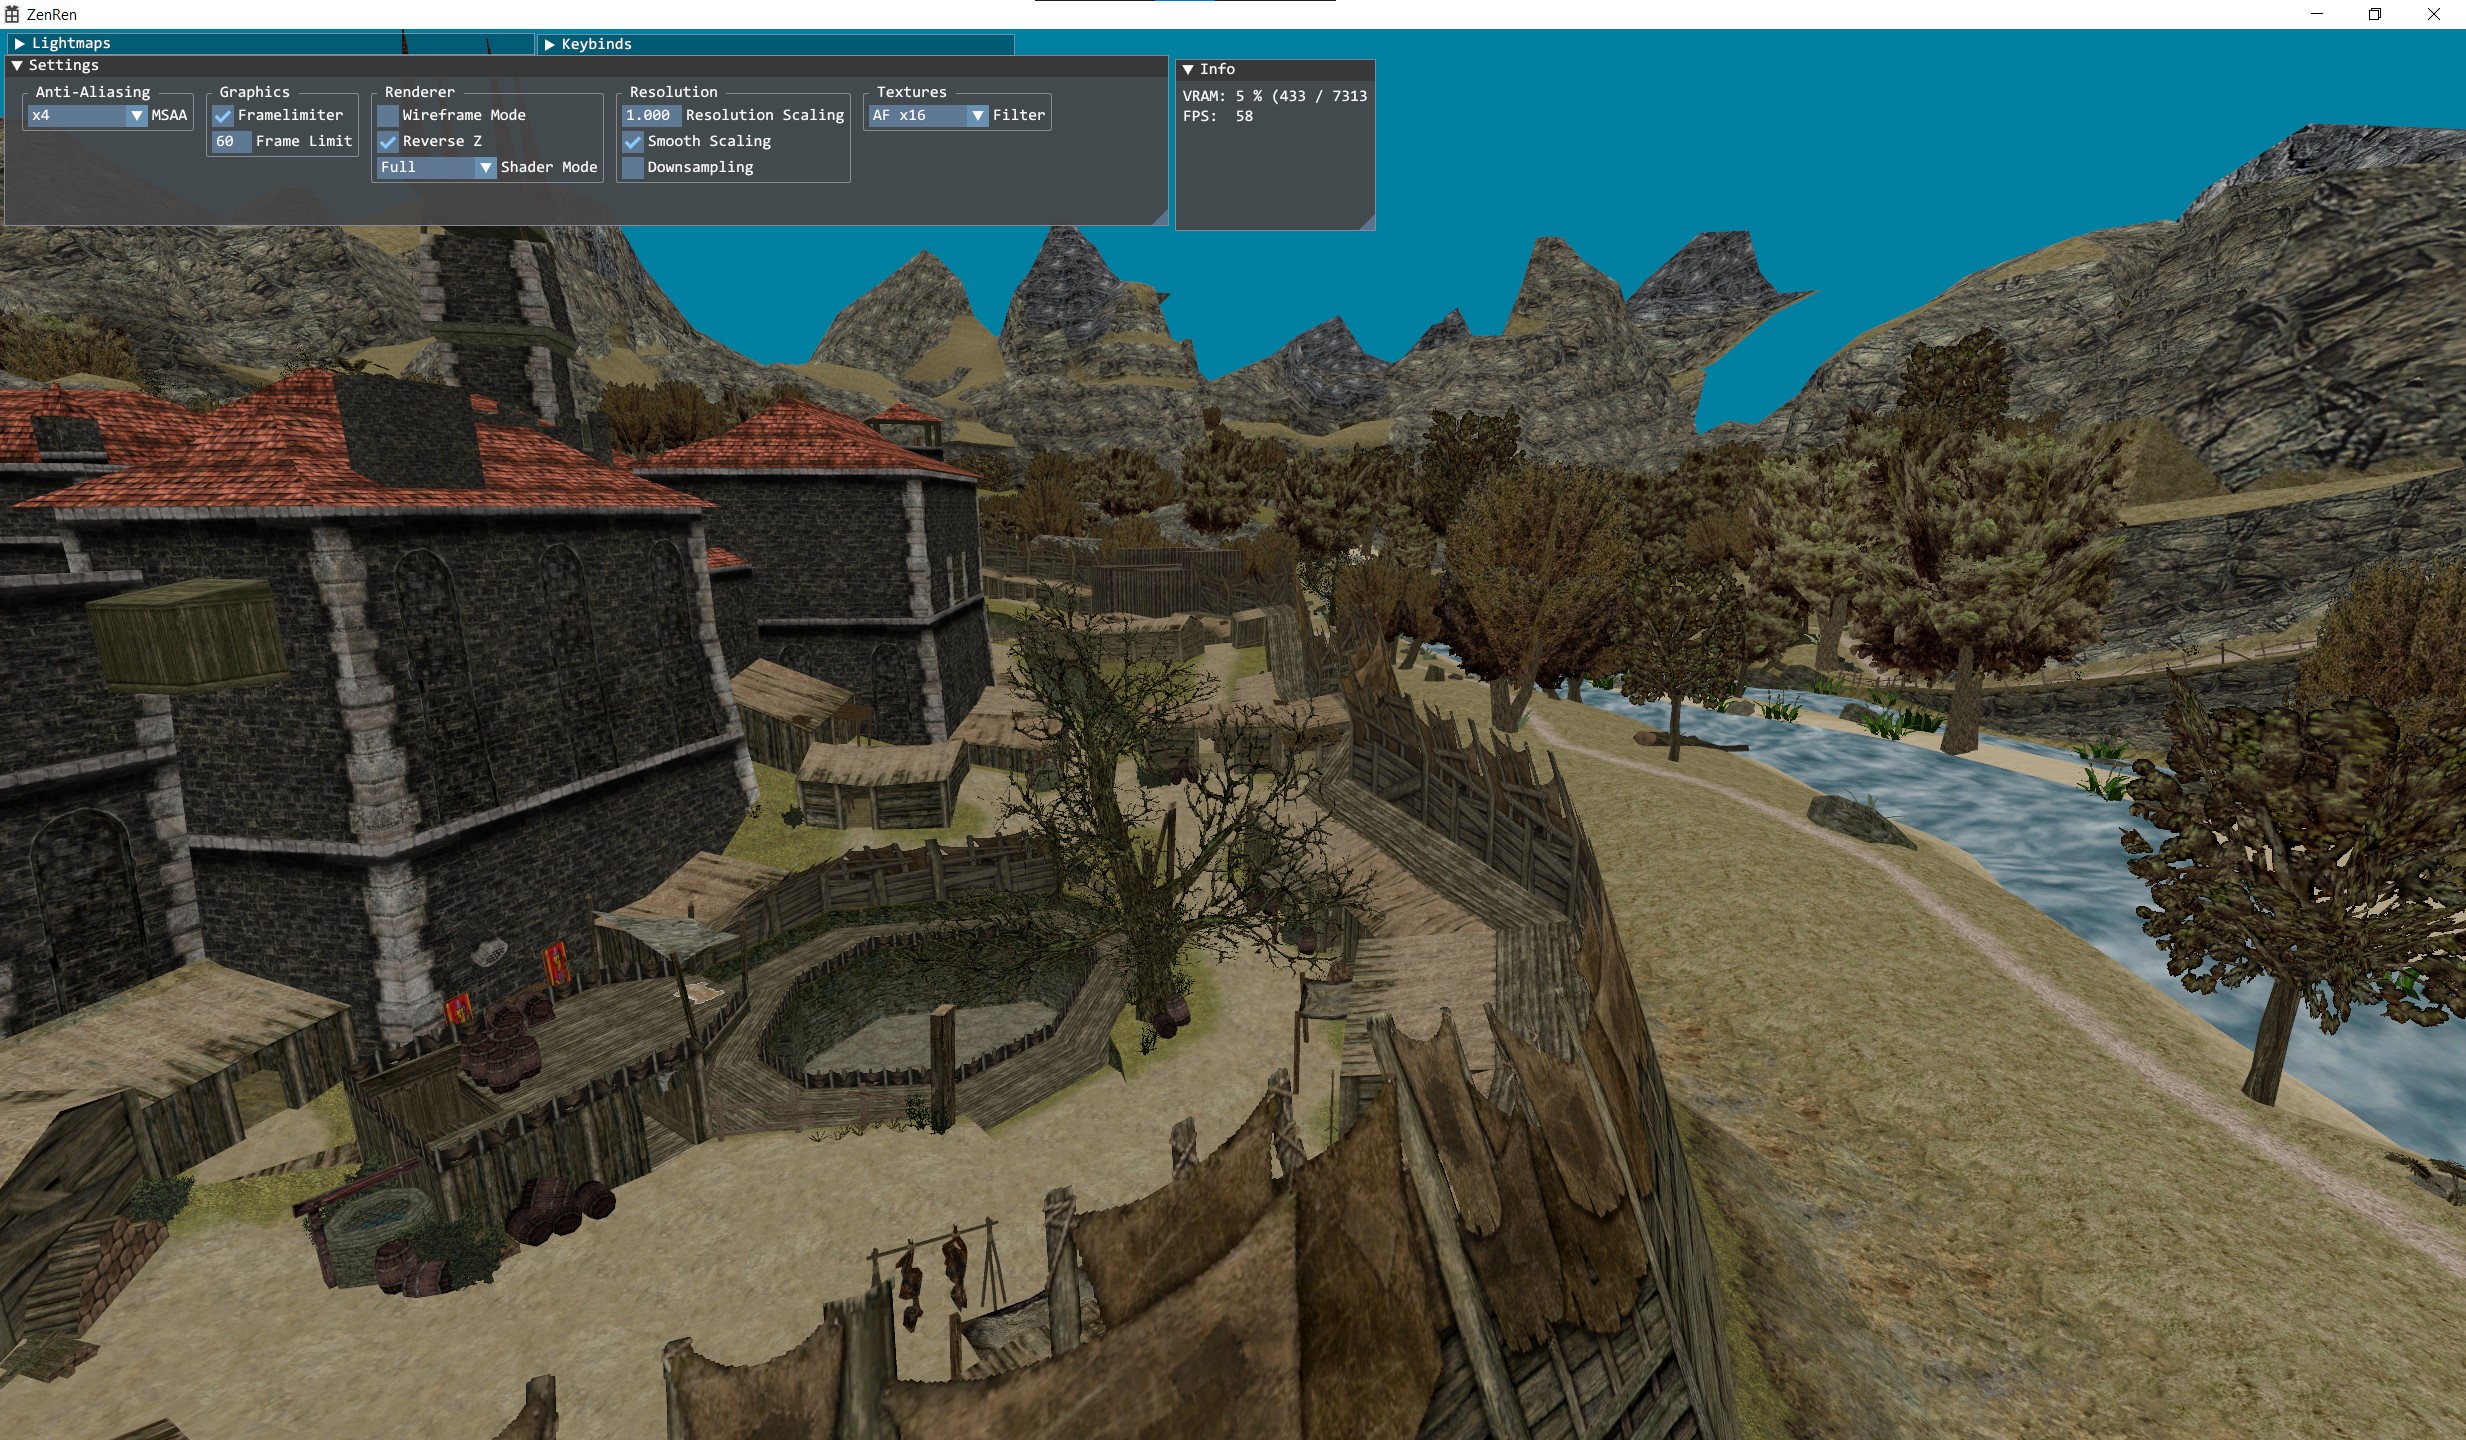 ZenRen
Lightmaps
Keybinds
Settings
Anti-Aliasing
x4 MSAA
Graphics
Framelimiter
60 Frame Limit
Renderer
Wireframe Mode
Reverse Z
Full Shader Mode
Resolution
1.000 Resolution Scaling
Smooth Scaling
Downsampling
Textures
AF x16 Filter
Info
VRAM: 5 % (433 / 7313
FPS: 58